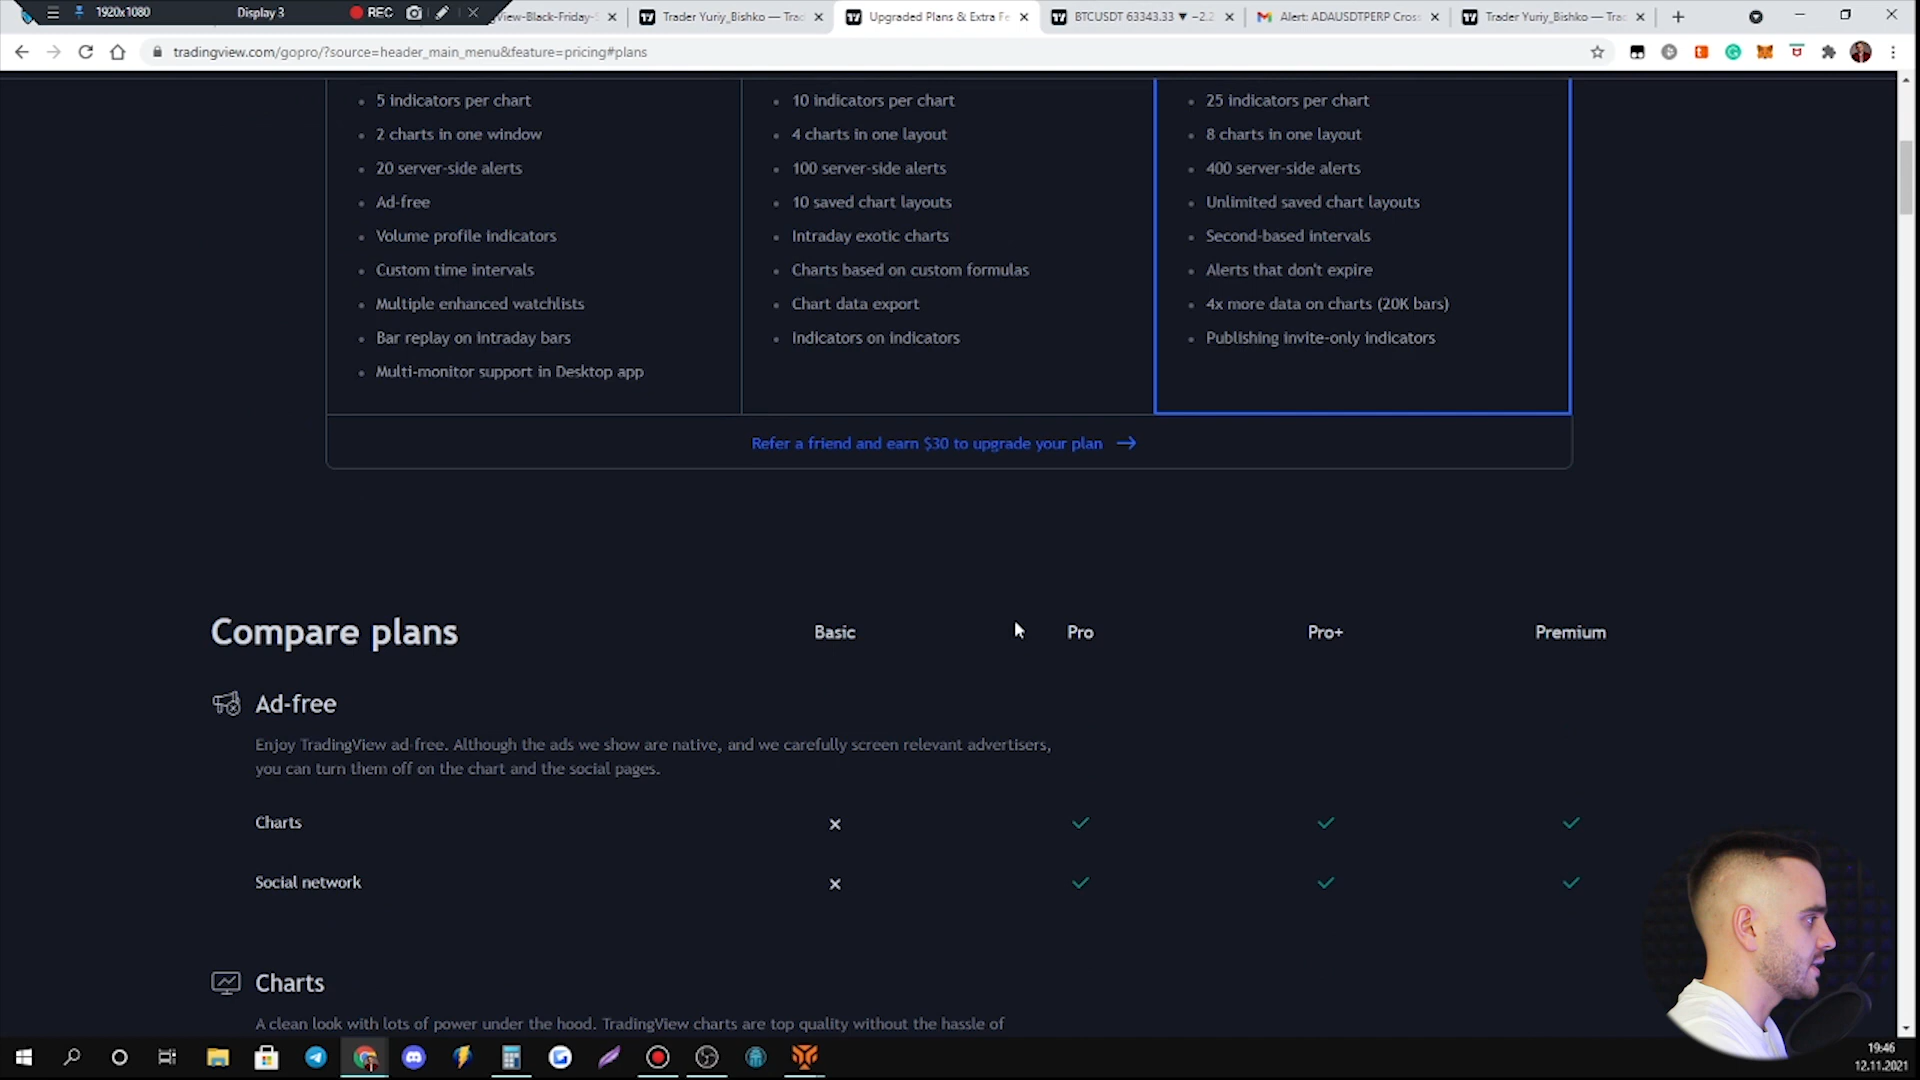 1920x1080
Display 3
REC
View-Black-Friday-
Trader Yuriy_Bishko — Trac
Upgraded Plans & Extra Fe
BTCUSDT 63343.33 ▼ −2.2
Alert: ADAUSDTPERP Cross
Trader Yuriy_Bishko — Trac
tradingview.com/gopro/?source=header_main_menu&feature=pricing#plans
5 indicators per chart
2 charts in one window
20 server-side alerts
Ad-free
Volume profile indicators
Custom time intervals
Multiple enhanced watchlists
Bar replay on intraday bars
Multi-monitor support in Desktop app
10 indicators per chart
4 charts in one layout
100 server-side alerts
10 saved chart layouts
Intraday exotic charts
Charts based on custom formulas
Chart data export
Indicators on indicators
25 indicators per chart
8 charts in one layout
400 server-side alerts
Unlimited saved chart layouts
Second-based intervals
Alerts that don't expire
4x more data on charts (20K bars)
Publishing invite-only indicators
Refer a friend and earn $30 to upgrade your plan
Compare plans
Basic
Pro
Pro+
Premium
Ad-free
Enjoy TradingView ad-free. Although the ads we show are native, and we carefully screen relevant advertisers,
you can turn them off on the chart and the social pages.
Charts
Social network
Charts
A clean look with lots of power under the hood. TradingView charts are top quality without the hassle of
19:46
12.11.2021